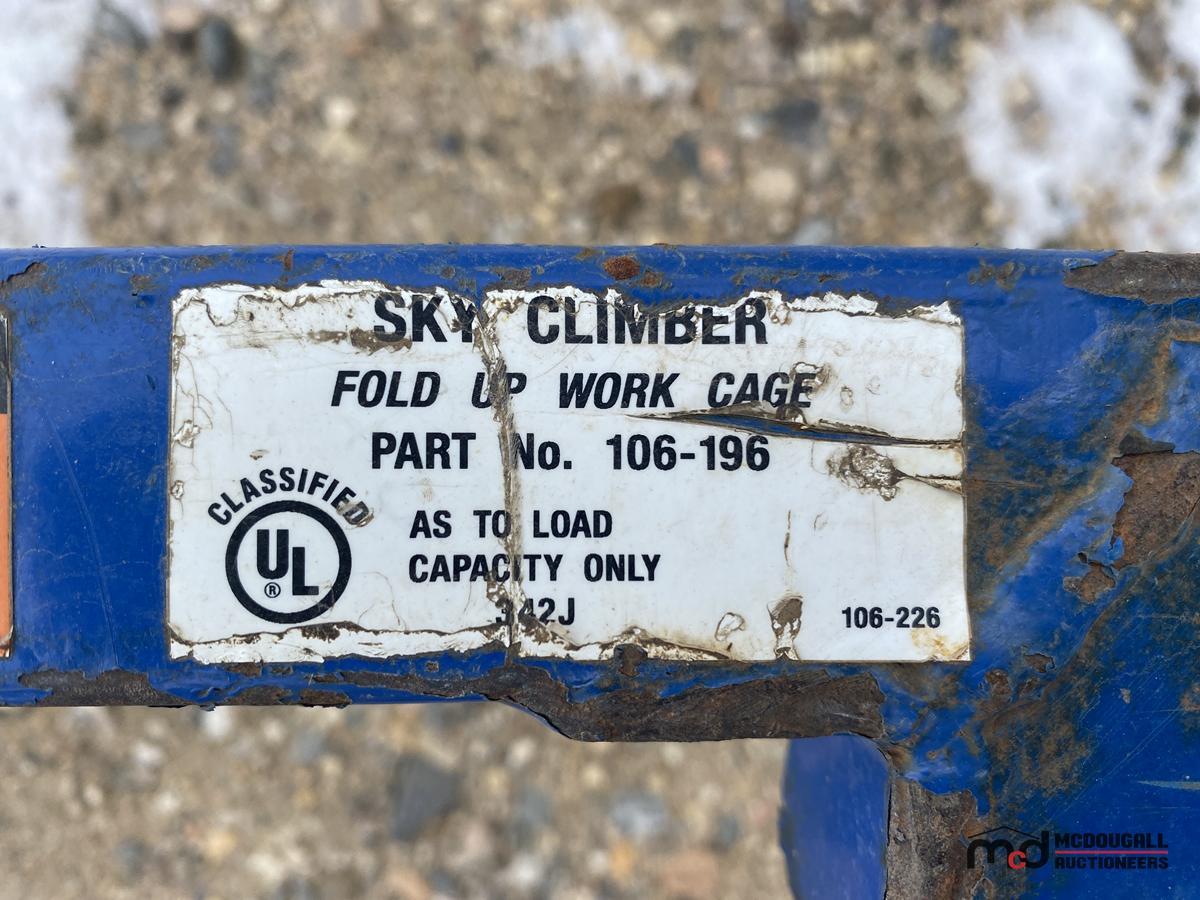 SKY CLIMBER
FOLD UP WORK CAGE
PART No. 106-196
CLASSIFIED
UL
®
AS TO LOAD
CAPACITY ONLY
342J
106-226
mcd MCDOUGALL
AUCTIONEERS